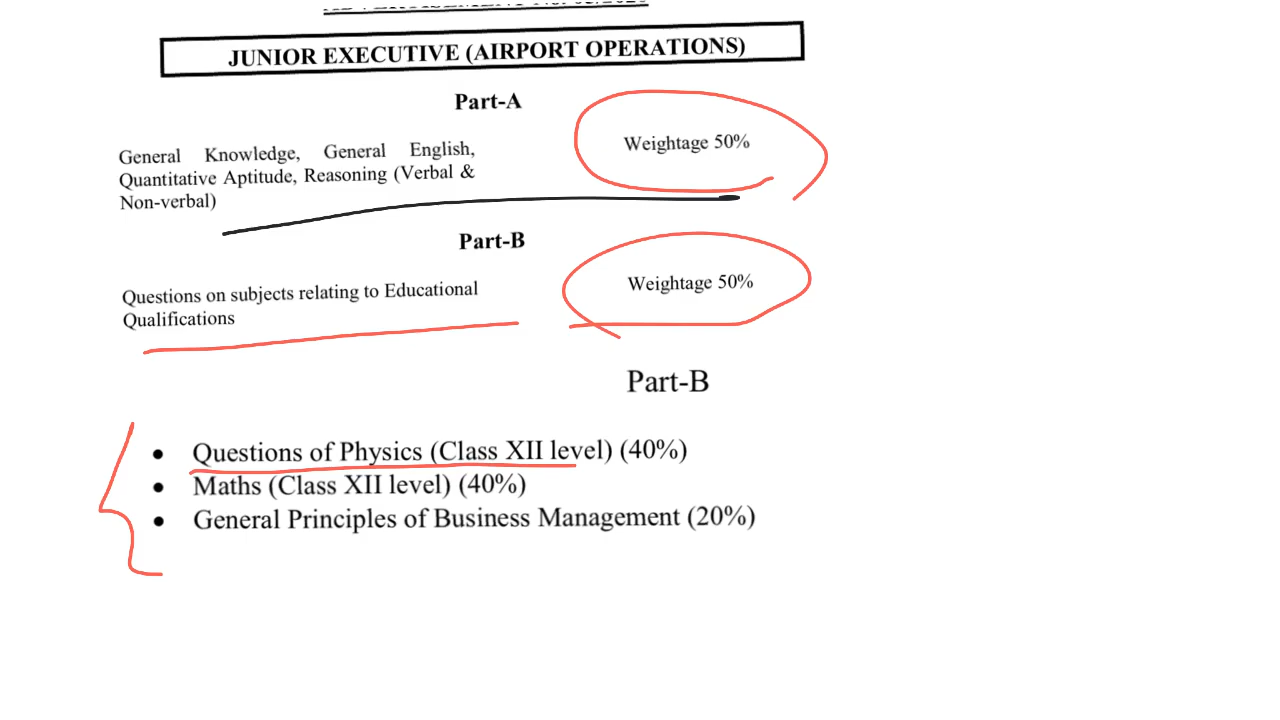 JUNIOR EXECUTIVE (AIRPORT OPERATIONS)
Part-A
General Knowledge, General English,
Quantitative Aptitude, Reasoning (Verbal &
Non-verbal)
Weightage 50%
Part-B
Questions on subjects relating to Educational
Qualifications
Weightage 50%
Part-B
• Questions of Physics (Class XII level) (40%)
• Maths (Class XII level) (40%)
• General Principles of Business Management (20%)